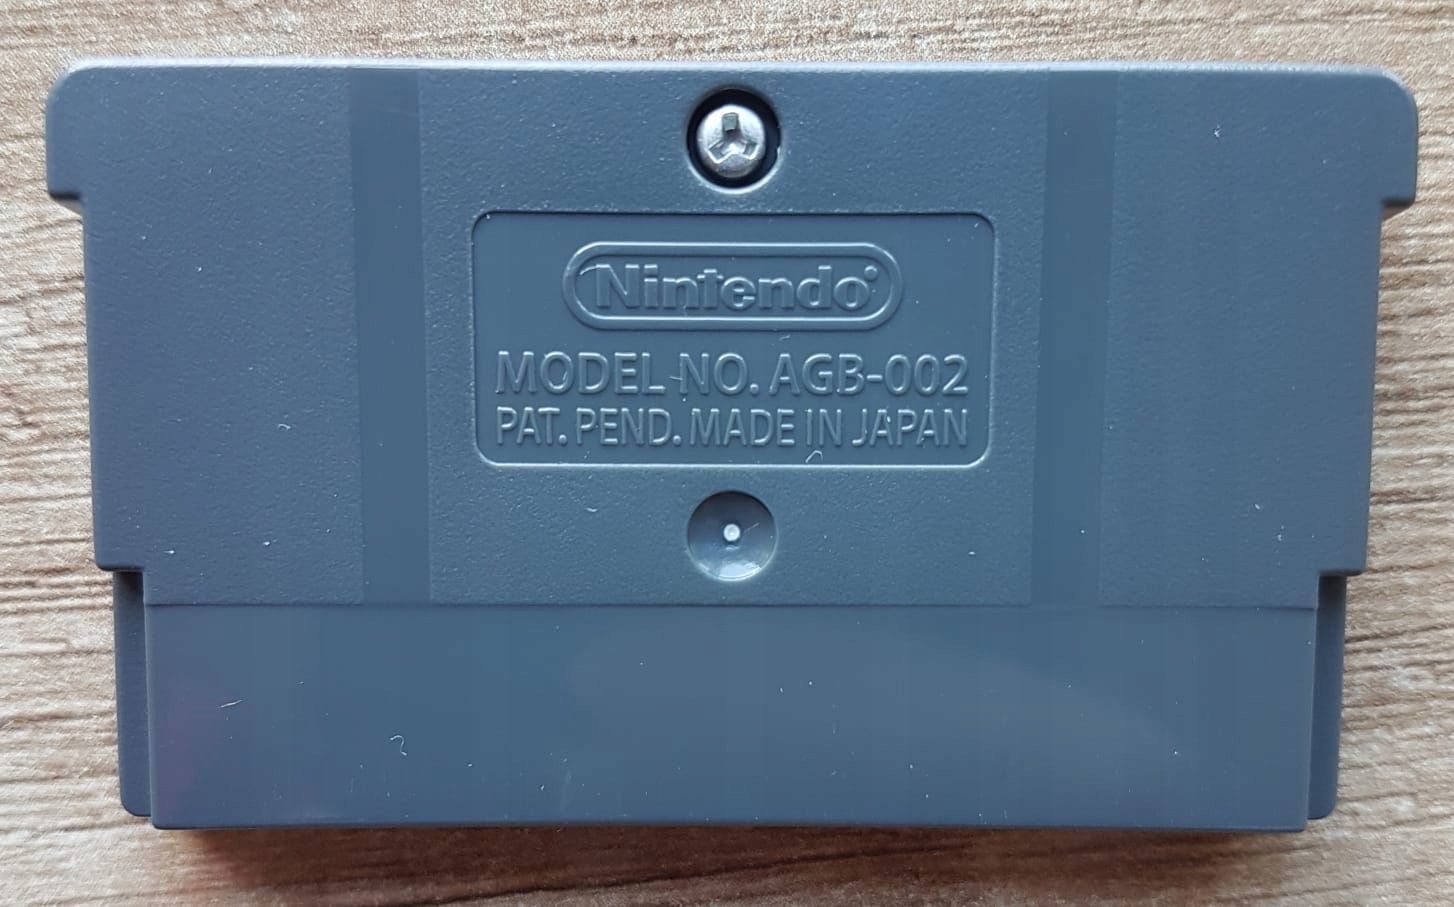 Nintendo
MODEL NO. AGB-002
PAT. PEND. MADE IN JAPAN